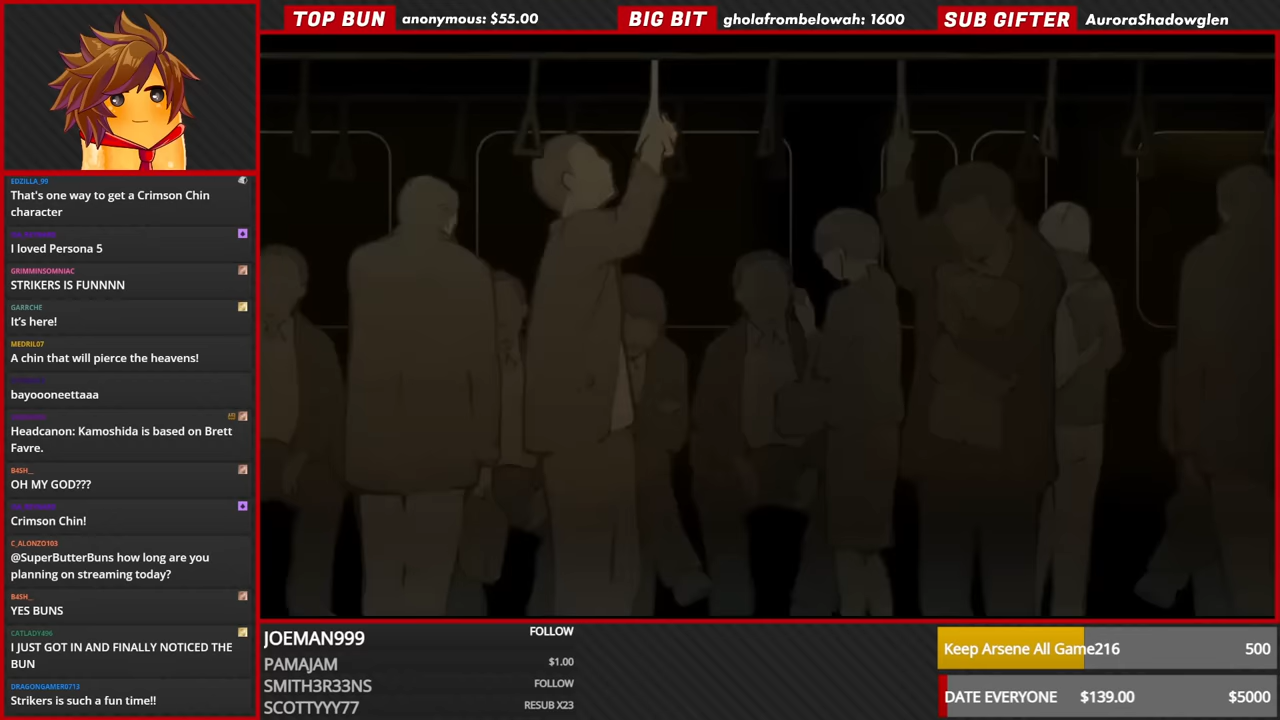 TOP BUN anonymous: $55.00 BIG BIT gholafrombelowah: 1600 SUB GIFTER AuroraShadowglen
EDZILLA_99
That's one way to get a Crimson Chin
character
I loved Persona 5
GRIMMINSOMNIAC
STRIKERS IS FUNNNN
GARRCHE
It's here!
MEDRIL07
A chin that will pierce the heavens!
bayoooneettaaa
Headcanon: Kamoshida is based on Brett
Favre.
B4SH_
OH MY GOD???
Crimson Chin!
C_ALONZO103
@SuperButterBuns how long are you
planning on streaming today?
B4SH_
YES BUNS
CATLADY496
I JUST GOT IN AND FINALLY NOTICED THE
BUN
DRAGONGAMER0713
Strikers is such a fun time!!
JOEMAN999 FOLLOW
PAMAJAM $1.00
SMITH3R33NS FOLLOW
SCOTTYYY77 RESUB X23
Keep Arsene All Game216 500
DATE EVERYONE $139.00 $5000